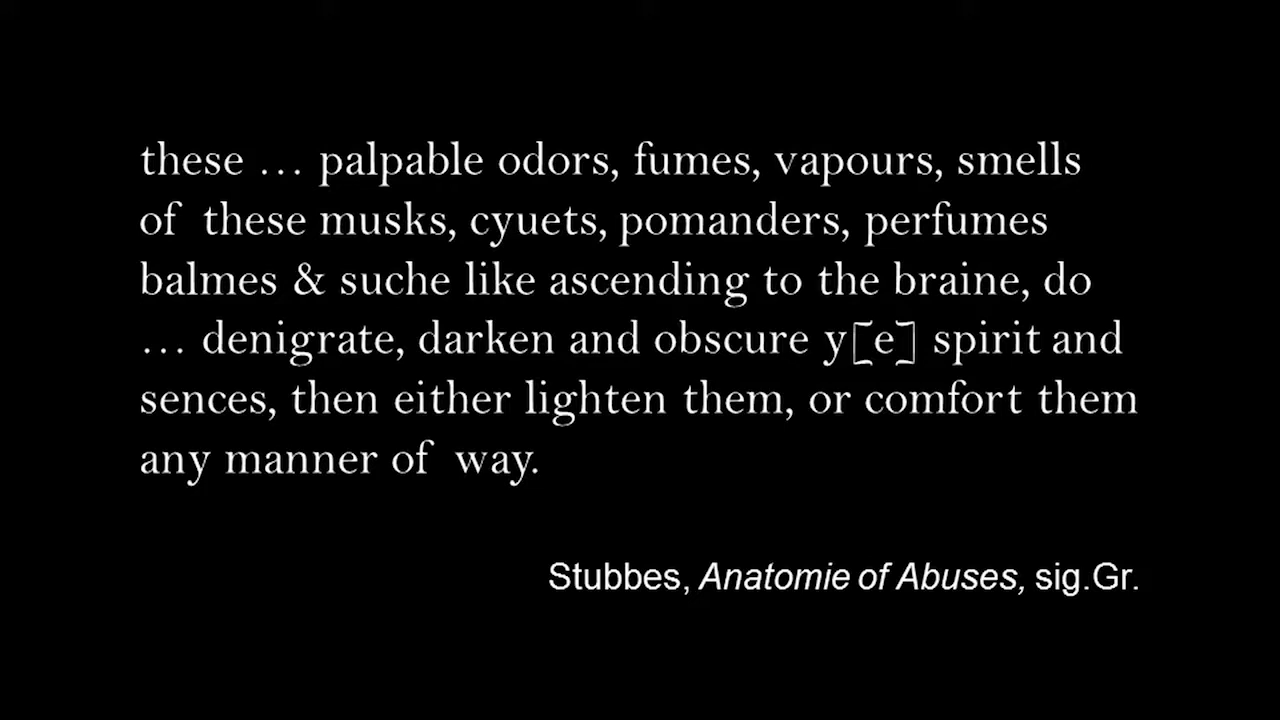 these … palpable odors, fumes, vapours, smells
of these musks, cyuets, pomanders, perfumes
balmes & suche like ascending to the braine, do
… denigrate, darken and obscure y[e] spirit and
sences, then either lighten them, or comfort them
any manner of way.
Stubbes, Anatomie of Abuses, sig.Gr.